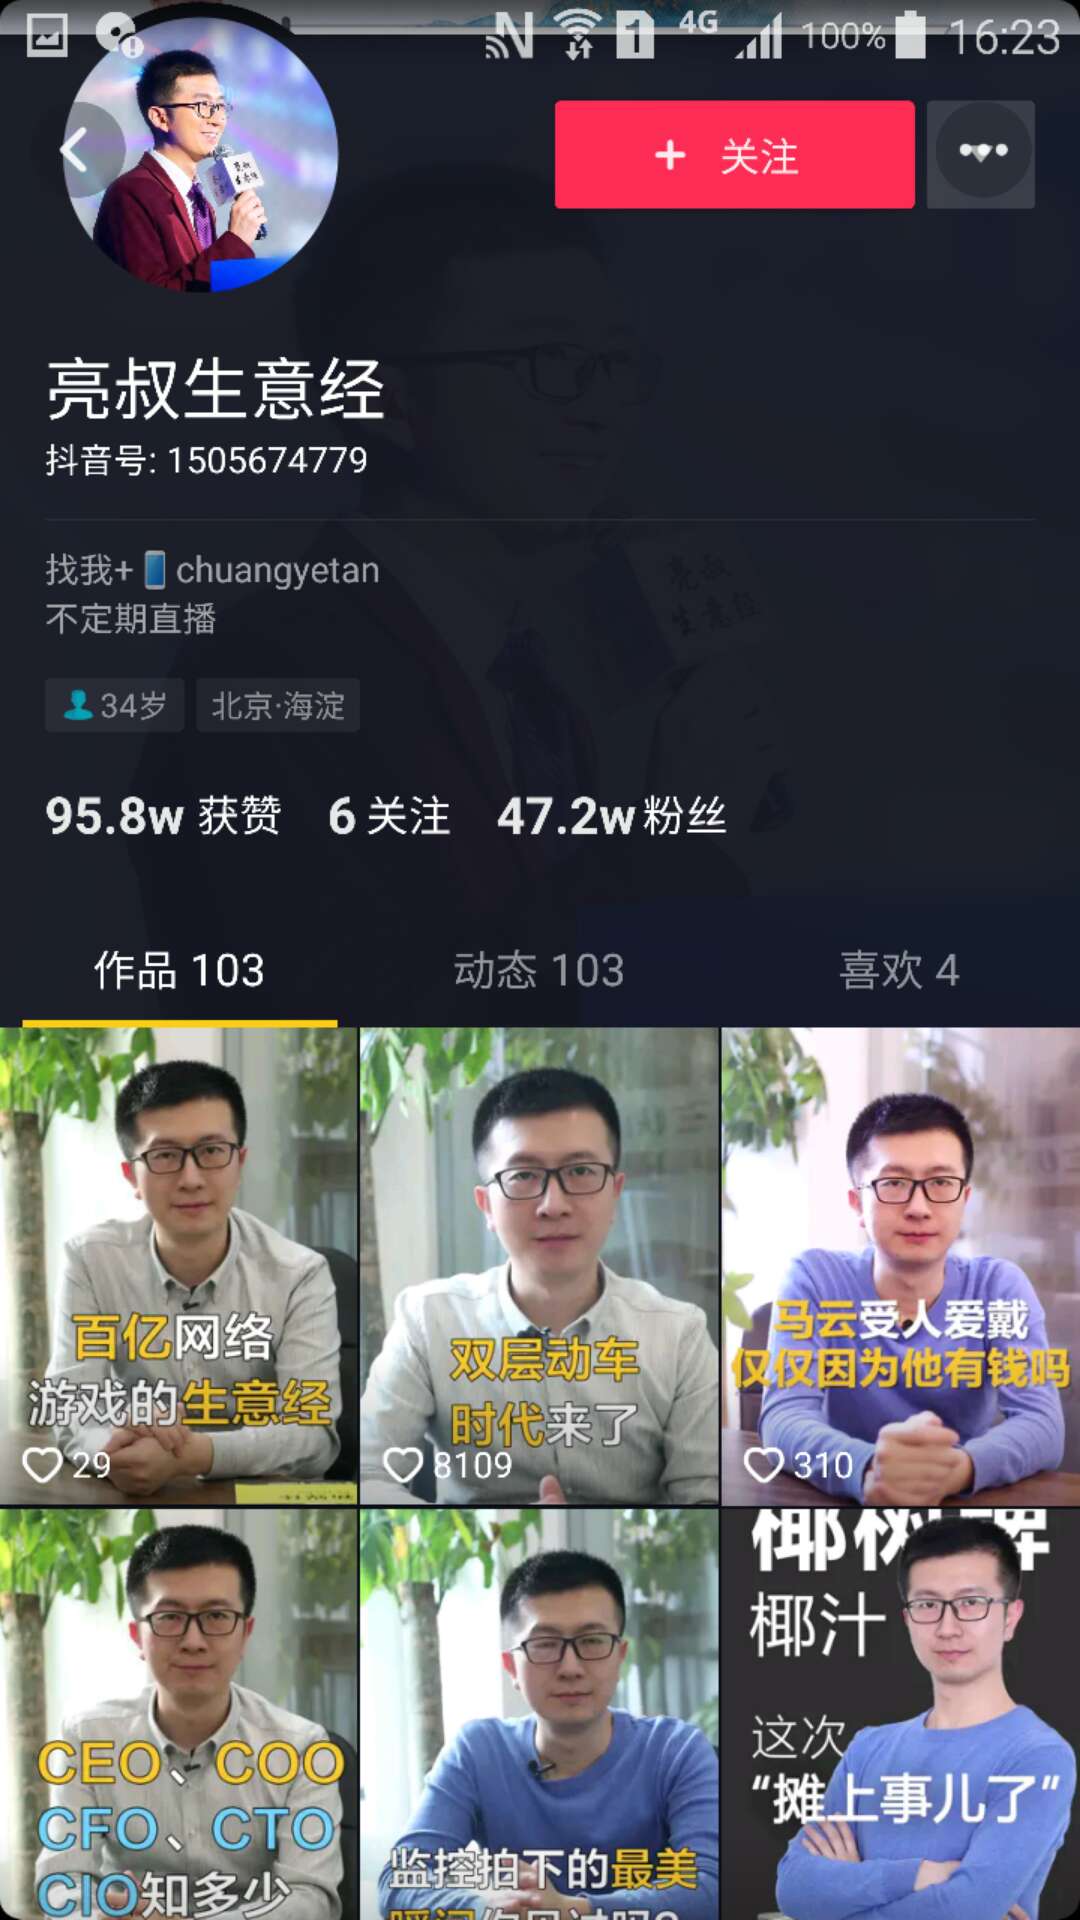 1 4G 100% 16:23
+ 关注
亮叔生意经
抖音号: 1505674779
找我+📱chuangyetan
不定期直播
34岁 北京·海淀
95.8w 获赞 6 关注 47.2w 粉丝
作品 103 动态 103 喜欢 4
百亿网络
游戏的生意经
29
双层动车
时代来了
8109
马云受人爱戴
仅仅因为他有钱吗
310
CEO、COO
CFO、CTO
CIO知多少
监控拍下的最美
椰树牌
椰汁
这次
“摊上事儿了”